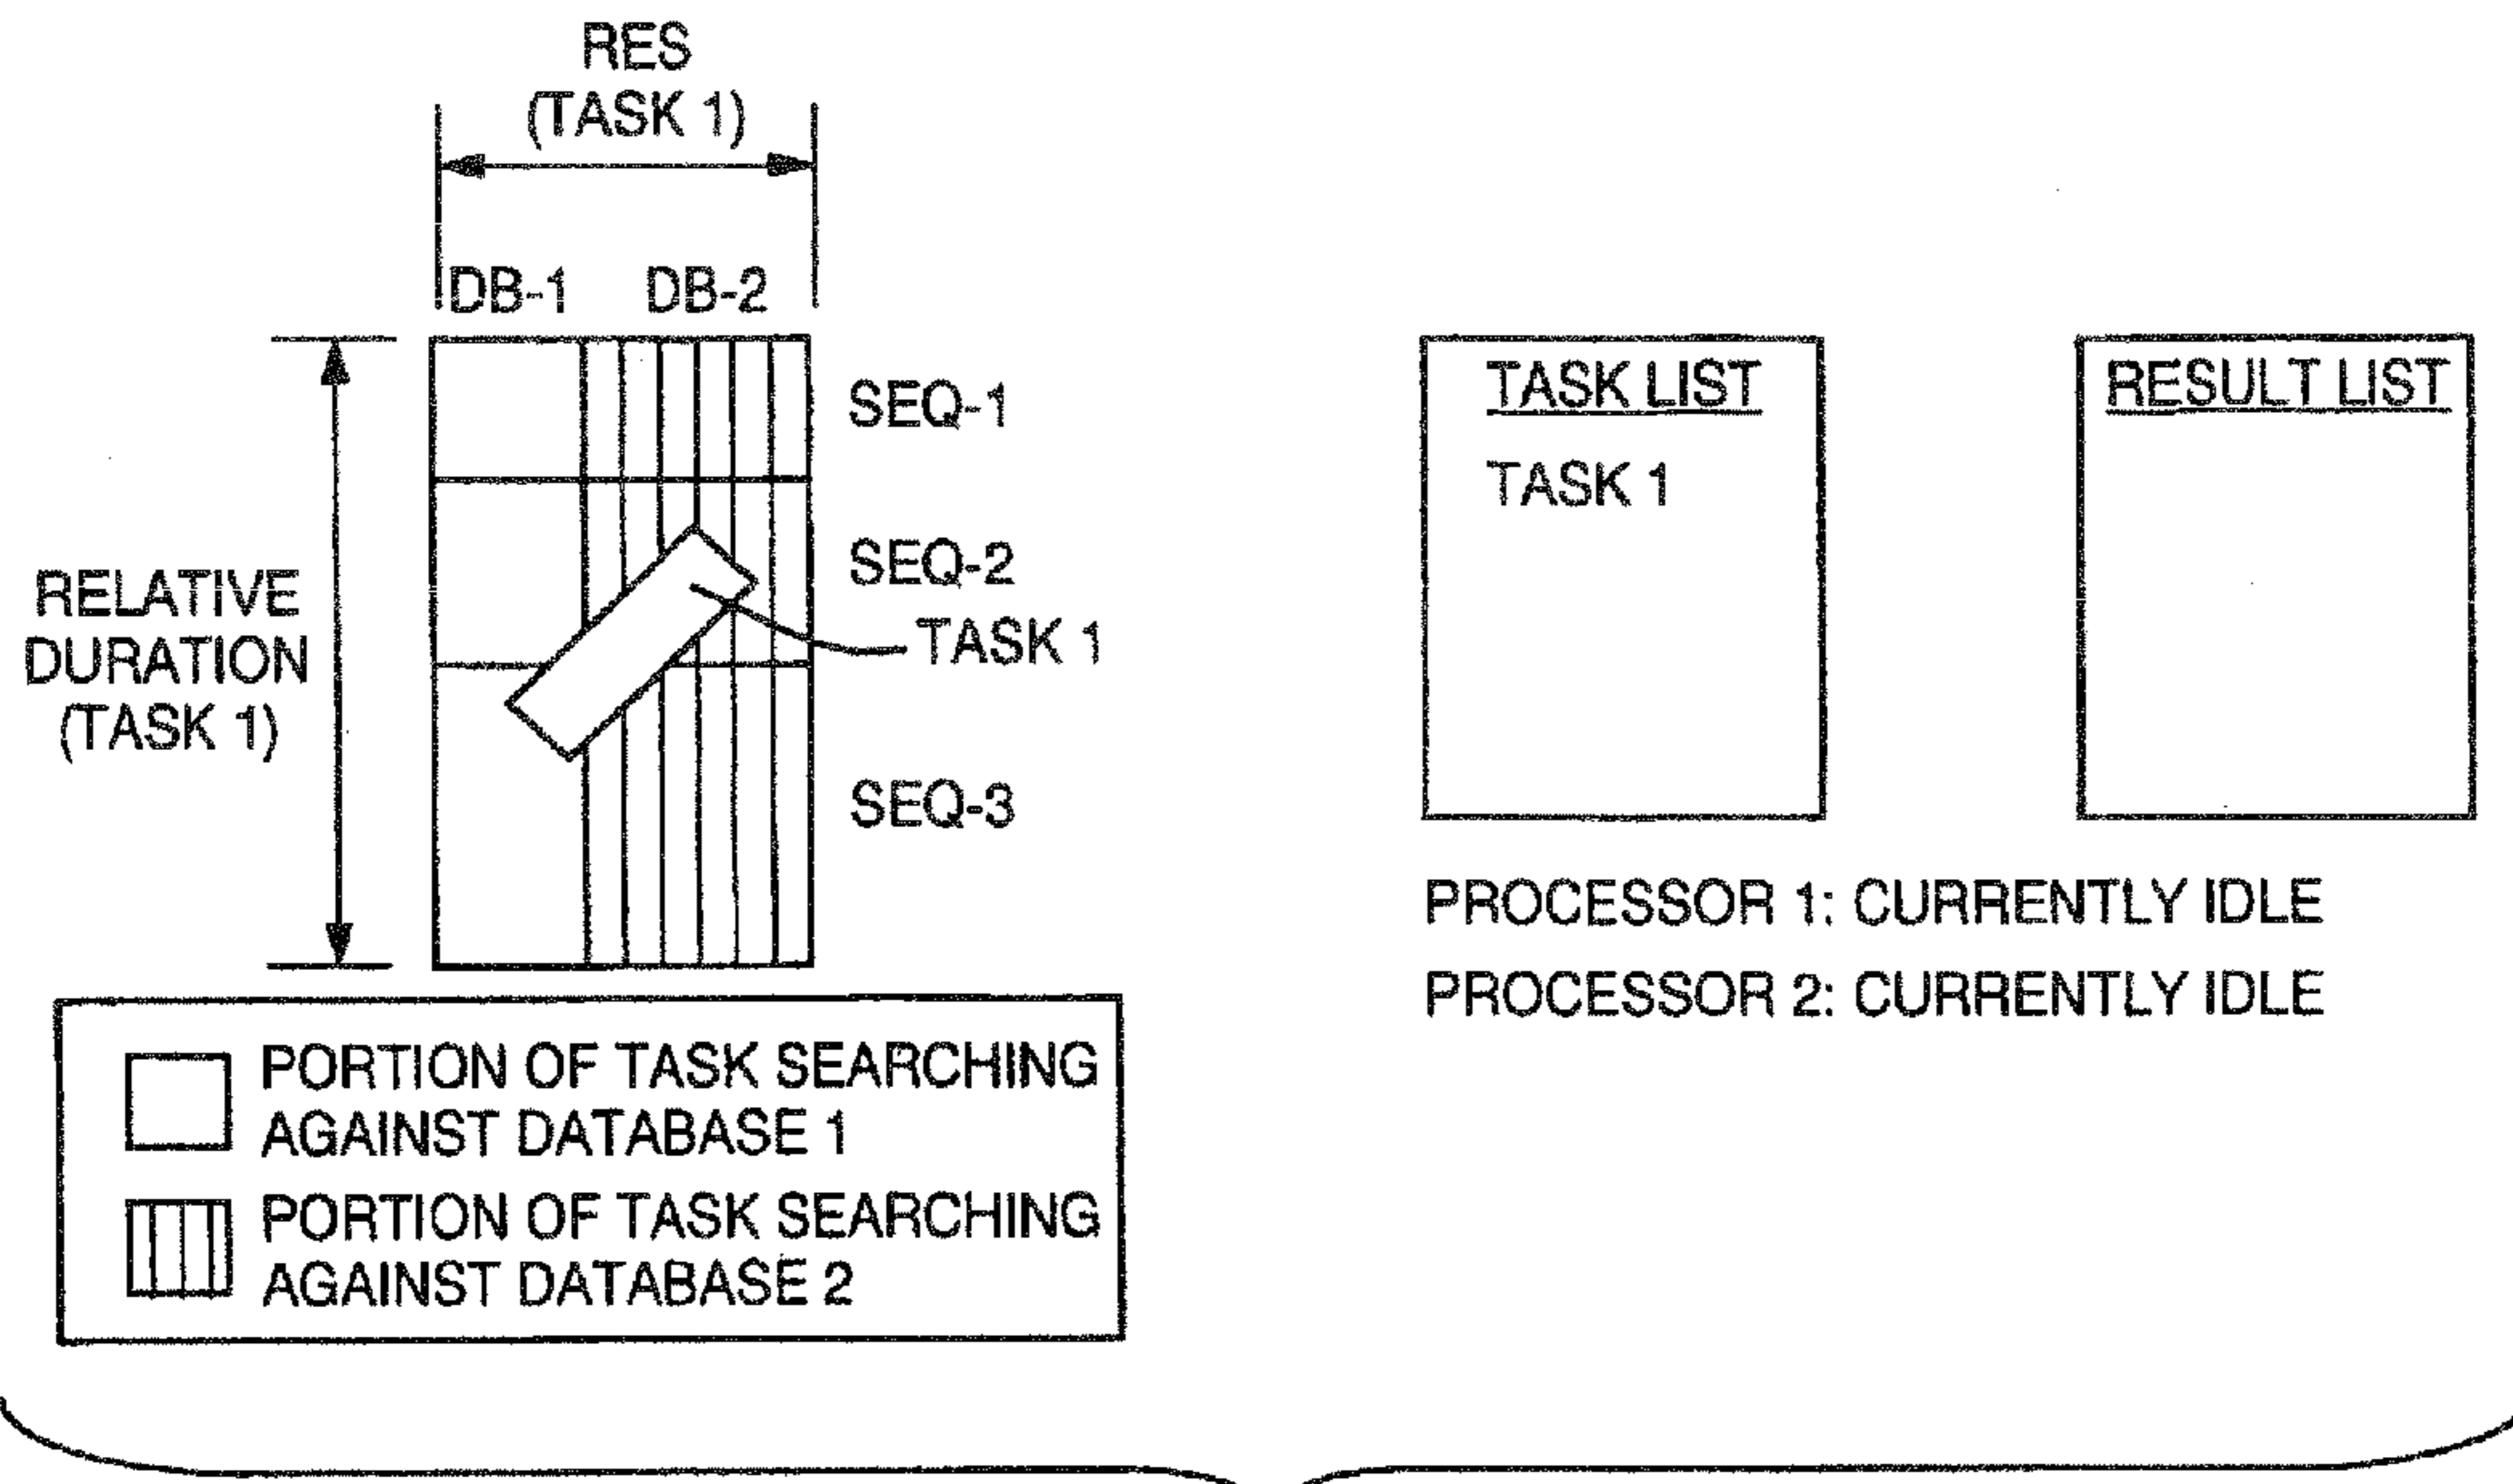 RES
(TASK 1)
DB-1 DB-2
SEQ-1
SEQ-2
TASK 1
SEQ-3
RELATIVE
DURATION
(TASK 1)
TASK LIST
TASK 1
RESULT LIST
PROCESSOR 1: CURRENTLY IDLE
PROCESSOR 2: CURRENTLY IDLE
PORTION OF TASK SEARCHING
AGAINST DATABASE 1
PORTION OF TASK SEARCHING
AGAINST DATABASE 2